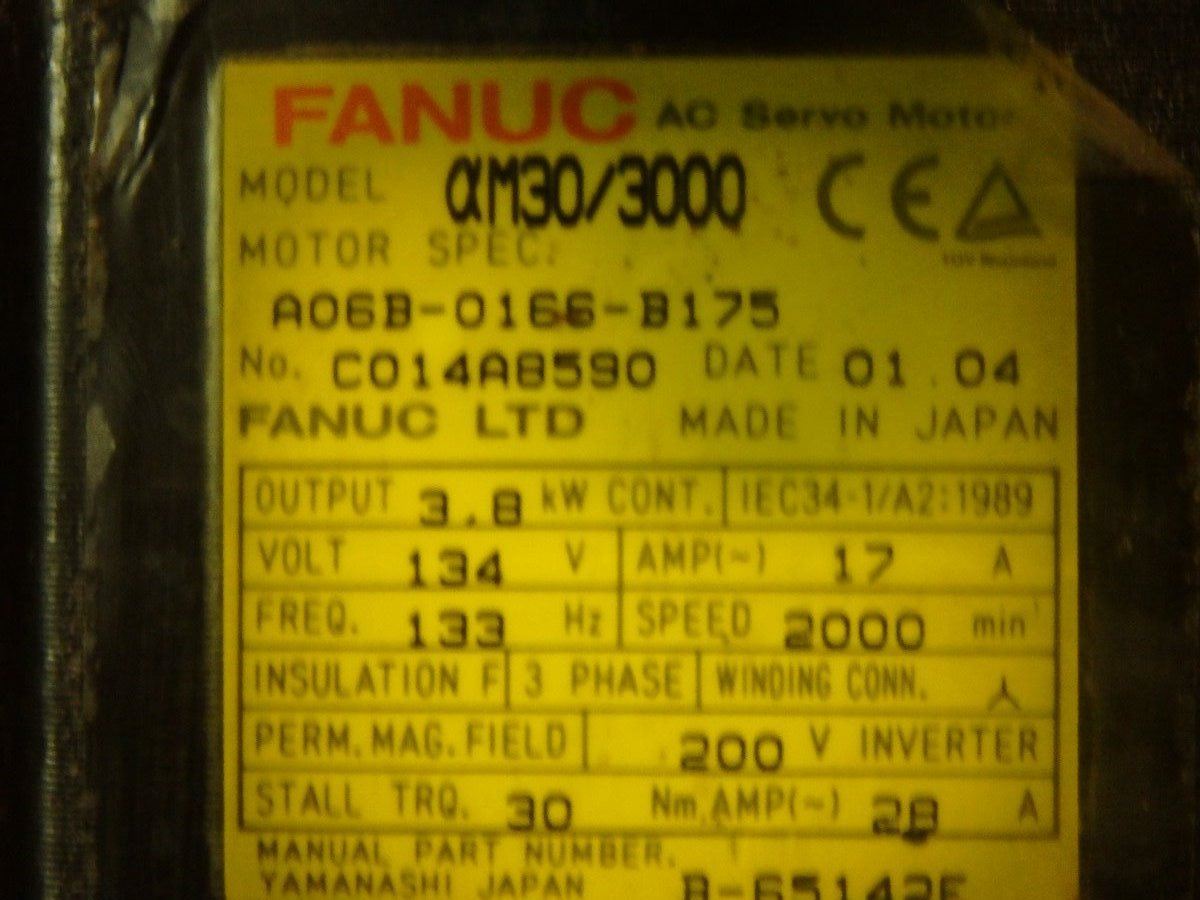 FANUC AC Servo Motor
MODEL αM30/3000 CE
MOTOR SPEC.
A06B-0166-B175
No. C014A8590 DATE 01.04
FANUC LTD MADE IN JAPAN
OUTPUT 3.8 kW CONT. IEC34-1/A2:1989
VOLT 134 V AMP(~) 17 A
FREQ. 133 Hz SPEED 2000 min
INSULATION F 3 PHASE WINDING CONN.
PERM.MAG.FIELD 200 V INVERTER
STALL TRQ. 30 Nm,AMP(~) 28 A
MANUAL PART NUMBER.
YAMANASHI JAPAN B-65142E